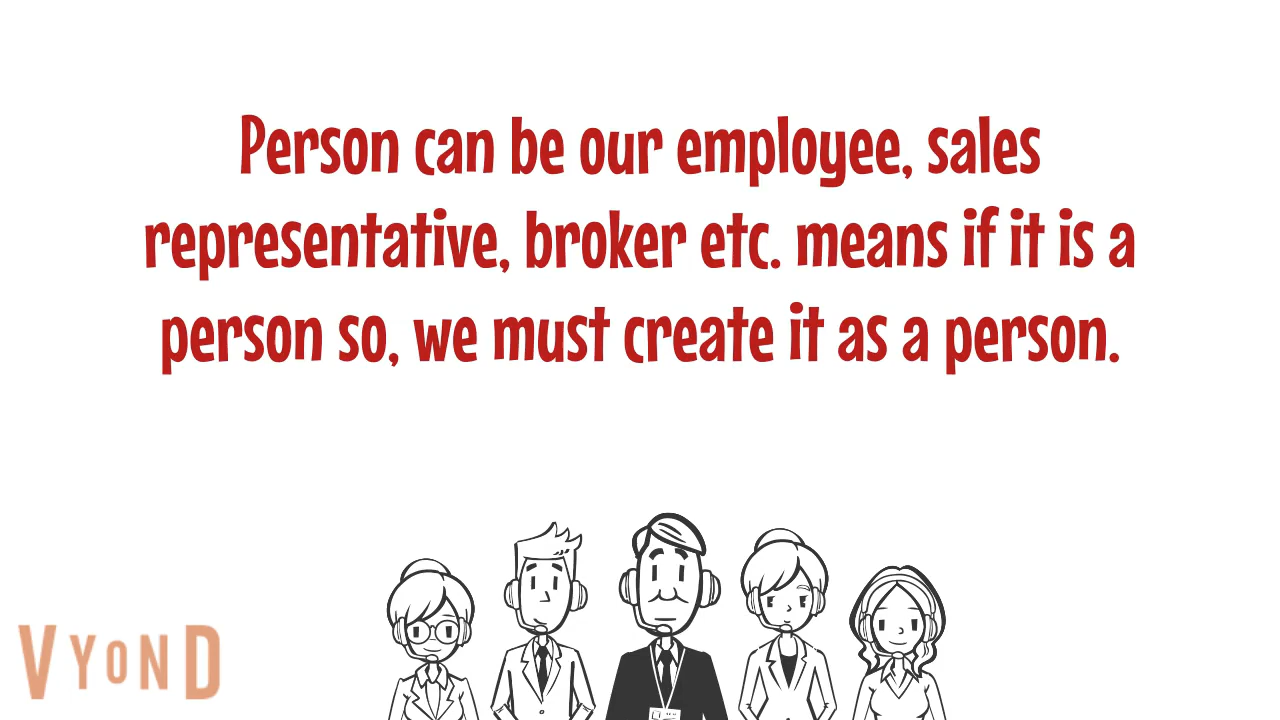 Person can be our employee, sales
representative, broker etc. means if it is a
person so, we must create it as a person.
VYOND